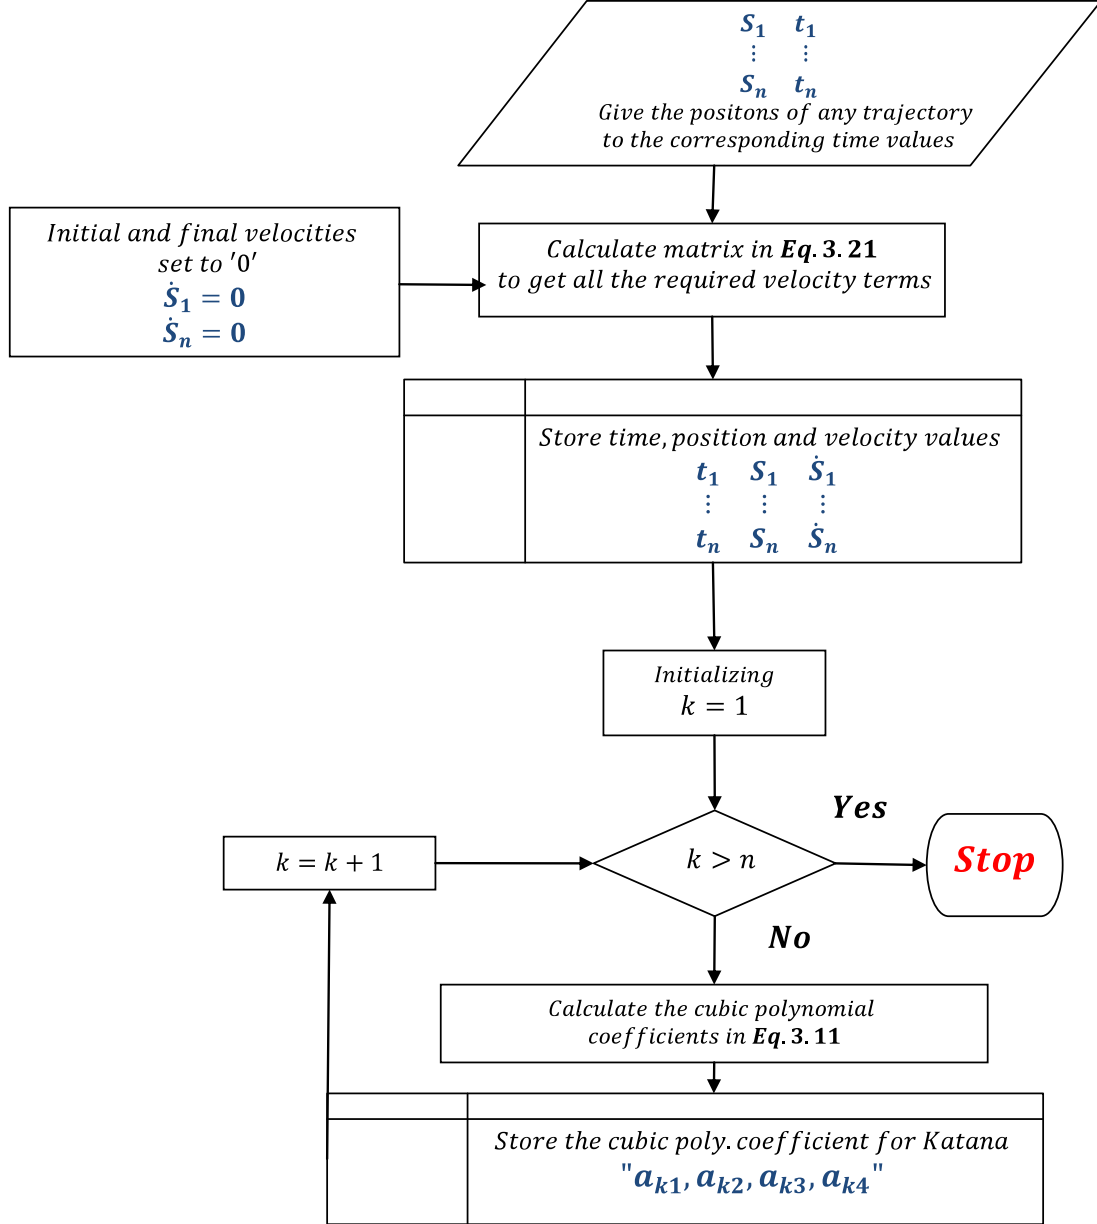 S₁ t₁
⋮ ⋮
Sₙ tₙ
Give the positons of any trajectory
to the corresponding time values
Initial and final velocities
set to '0'
Ṡ₁ = 0
Ṡₙ = 0
Calculate matrix in Eq. 3. 21
to get all the required velocity terms
Store time, position and velocity values
t₁ S₁ Ṡ₁
⋮ ⋮ ⋮
tₙ Sₙ Ṡₙ
Initializing
k = 1
Yes
k = k + 1
k > n
Stop
No
Calculate the cubic polynomial
coefficients in Eq. 3. 11
Store the cubic poly. coefficient for Katana
"aₖ₁, aₖ₂, aₖ₃, aₖ₄"